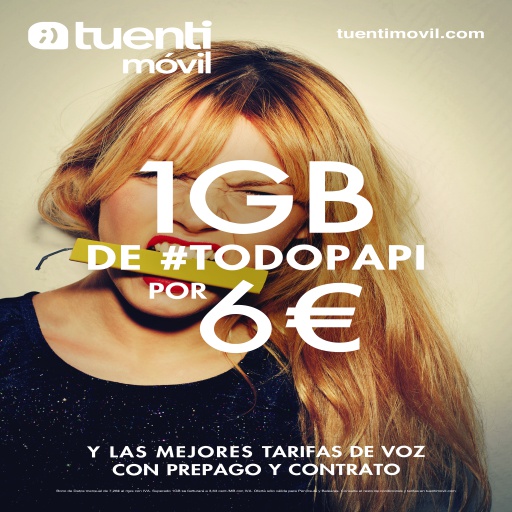 tuenti
móvil
tuentimovil.com
1GB
DE #TODOPAPI
POR 6€
Y LAS MEJORES TARIFAS DE VOZ
CON PREPAGO Y CONTRATO